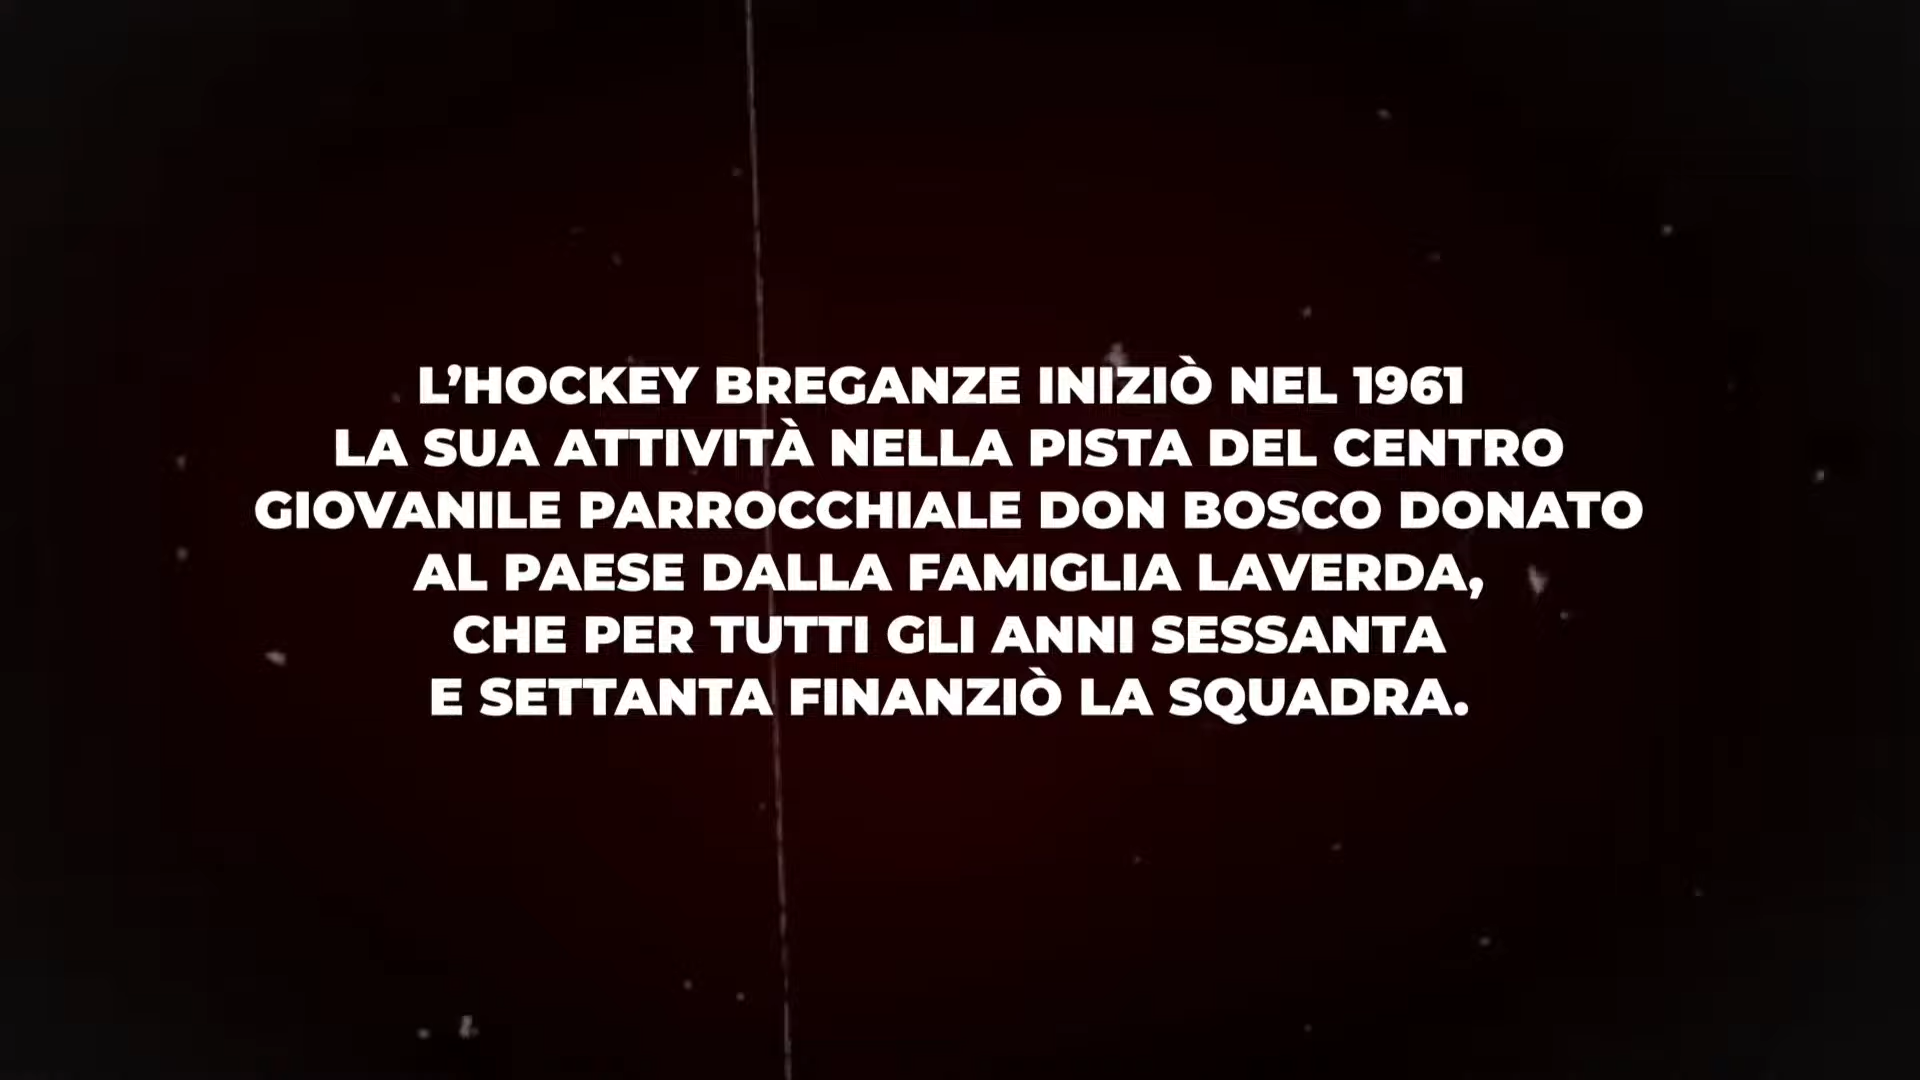 L’HOCKEY BREGANZE INIZIÒ NEL 1961
LA SUA ATTIVITÀ NELLA PISTA DEL CENTRO
GIOVANILE PARROCCHIALE DON BOSCO DONATO
AL PAESE DALLA FAMIGLIA LAVERDA,
CHE PER TUTTI GLI ANNI SESSANTA
E SETTANTA FINANZIÒ LA SQUADRA.